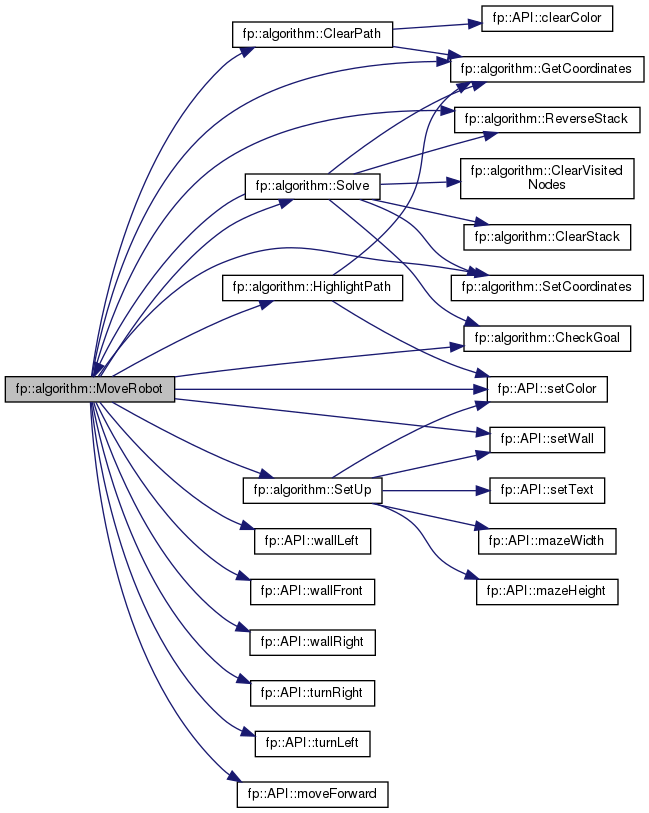 fp::API::clearColor
fp::algorithm::ClearPath
fp::algorithm::GetCoordinates
fp::algorithm::ReverseStack
fp::algorithm::ClearVisited
Nodes
fp::algorithm::Solve
fp::algorithm::ClearStack
fp::algorithm::HighlightPath
fp::algorithm::SetCoordinates
fp::algorithm::CheckGoal
fp::algorithm::MoveRobot
fp::API::setColor
fp::API::setWall
fp::algorithm::SetUp
fp::API::setText
fp::API::wallLeft
fp::API::mazeWidth
fp::API::wallFront
fp::API::mazeHeight
fp::API::wallRight
fp::API::turnRight
fp::API::turnLeft
fp::API::moveForward